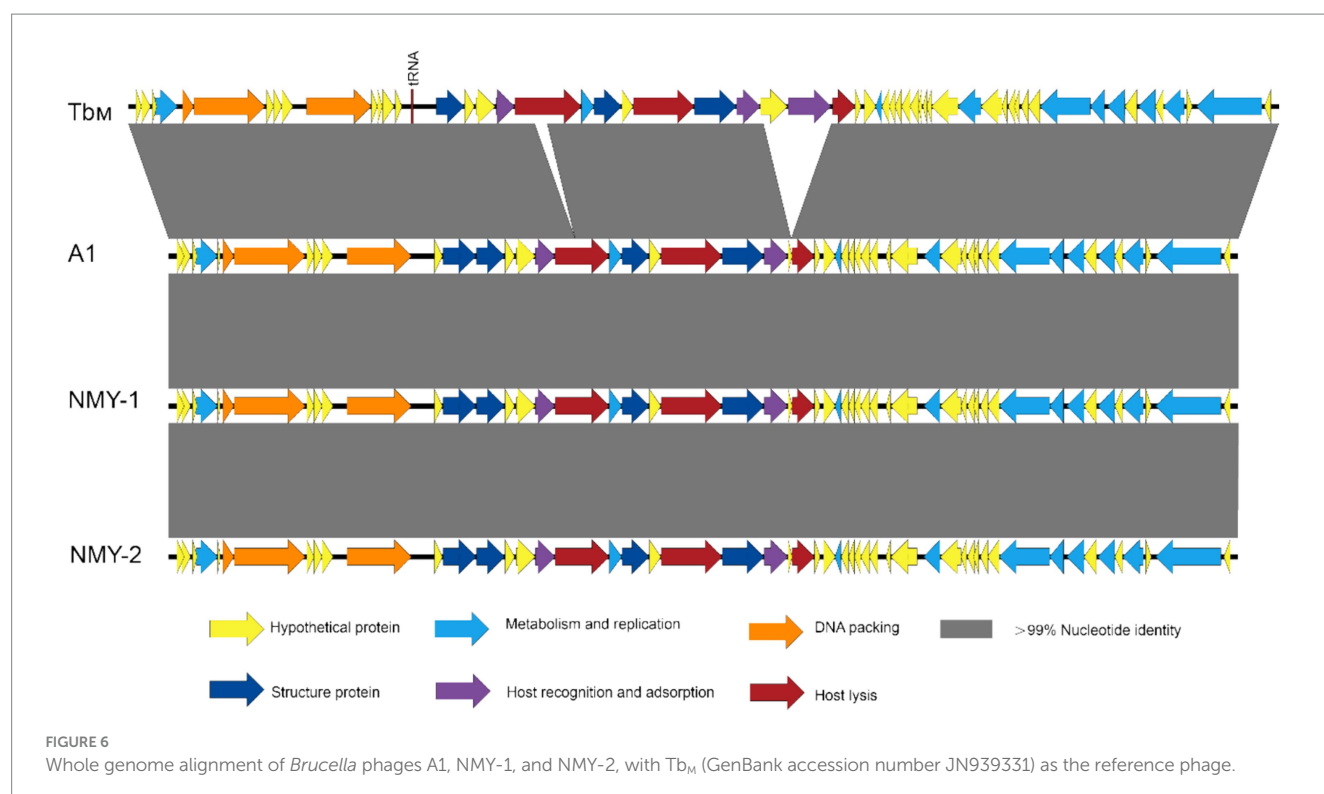 tRNA
Tbᴍ
A1
NMY-1
NMY-2
Hypothetical protein
Metabolism and replication
DNA packing
>99% Nucleotide identity
Structure protein
Host recognition and adsorption
Host lysis
FIGURE 6
Whole genome alignment of Brucella phages A1, NMY-1, and NMY-2, with Tbᴍ (GenBank accession number JN939331) as the reference phage.